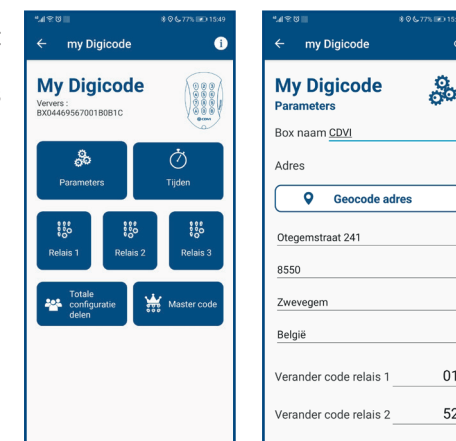 77% 15:49
my Digicode
My Digicode
Ververs :
BX04469567001B0B1C
CDVI
Parameters
Tijden
Relais 1
Relais 2
Relais 3
Totale
configuratie
delen
Master code
77%
my Digicode
My Digicode
Parameters
Box naam CDVI
Adres
Geocode adres
Otegemstraat 241
8550
Zwevegem
België
Verander code relais 1 01
Verander code relais 2 52